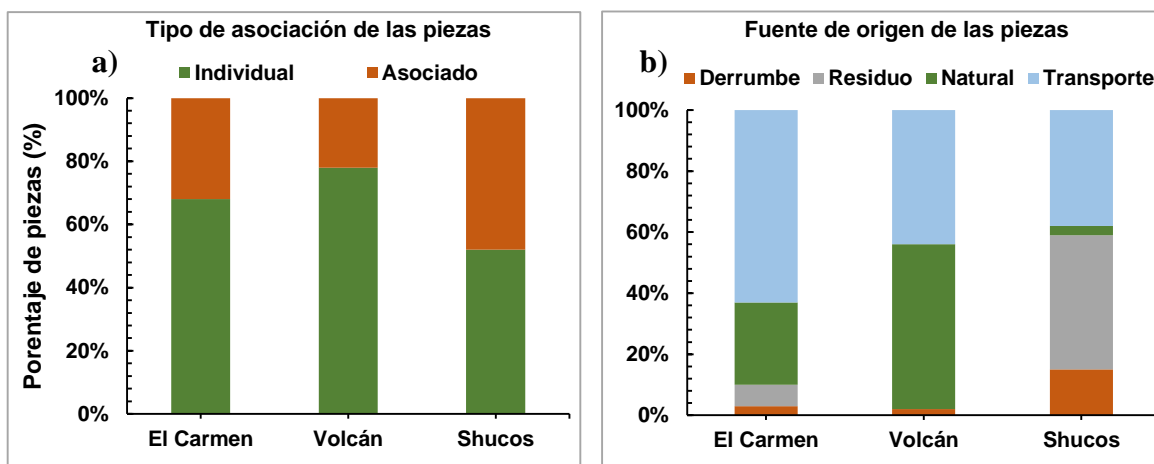 Tipo de asociación de las piezas
a)
Individual Asociado
Porentaje de piezas (%)
100%
80%
60%
40%
20%
0%
El Carmen Volcán Shucos
Fuente de origen de las piezas
b)
Derrumbe Residuo Natural Transporte
100%
80%
60%
40%
20%
0%
El Carmen Volcán Shucos